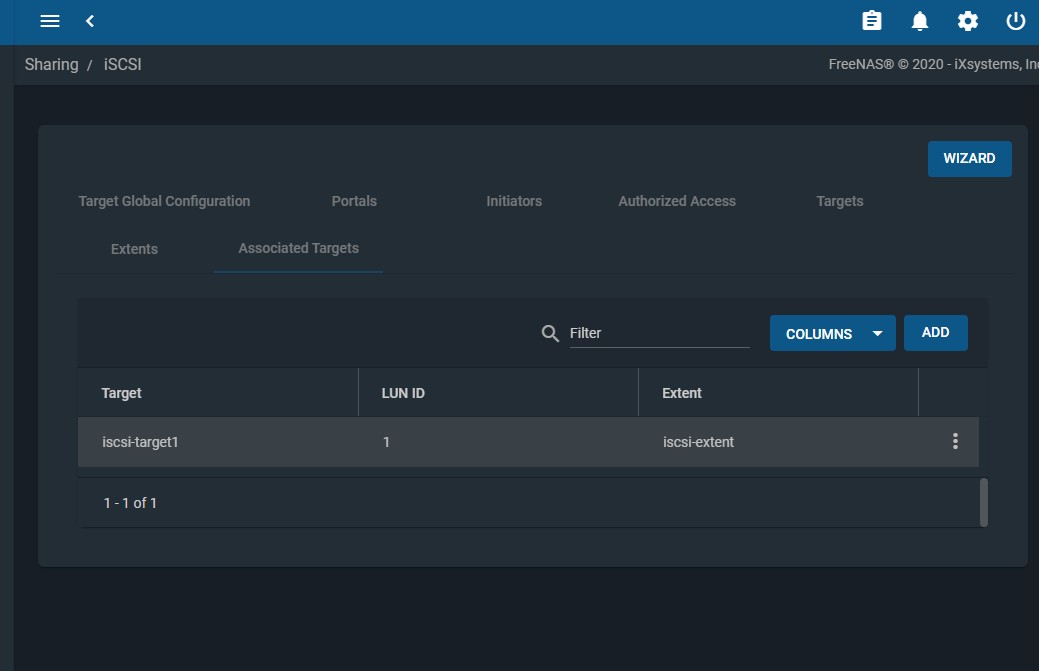 Sharing / iSCSI
FreeNAS® © 2020 - iXsystems, In
WIZARD
Target Global Configuration Portals Initiators Authorized Access Targets
Extents Associated Targets
Filter COLUMNS ADD
Target LUN ID Extent
iscsi-target1 1 iscsi-extent
1 - 1 of 1